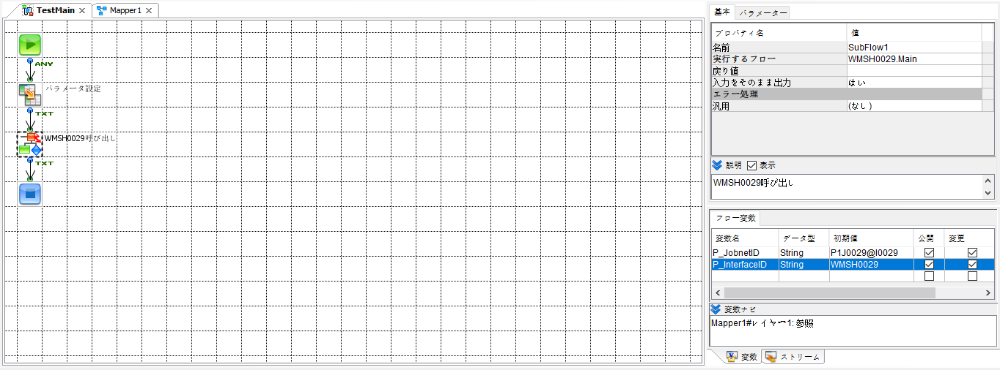 TestMain
Mapper1
ANY
パラメータ設定
TXT
WMSH0029呼び出し
TXT
基本 パラメーター
プロパティ名 値
名前 SubFlow1
実行するフロー WMSH0029.Main
戻り値
入力をそのまま出力 はい
エラー処理
汎用 (なし)
説明 表示
WMSH0029呼び出し
フロー変数
変数名 データ型 初期値 公開 変更
P_JobnetID String P1J0029@I0029
P_InterfaceID String WMSH0029
変数ナビ
Mapper1#レイヤー1: 参照
変数 ストリーム